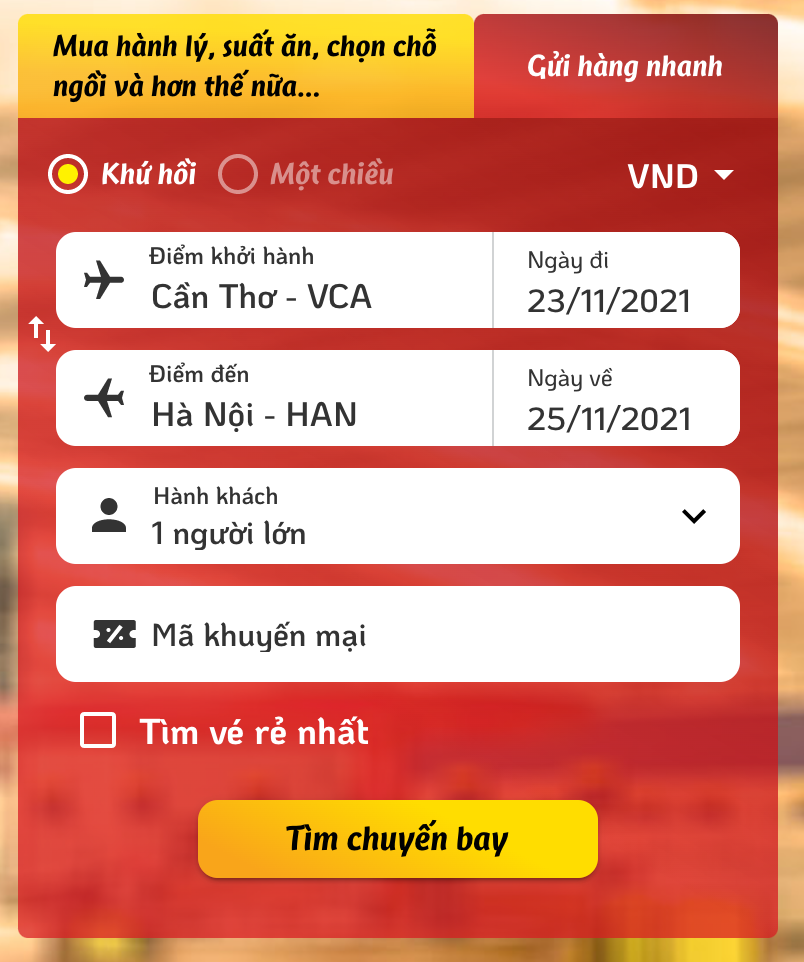 Mua hành lý, suất ăn, chọn chỗ
ngồi và hơn thế nữa...
Gửi hàng nhanh
Khứ hồi
Một chiều
VND
Điểm khởi hành
Cần Thơ - VCA
Ngày đi
23/11/2021
Điểm đến
Hà Nội - HAN
Ngày về
25/11/2021
Hành khách
1 người lớn
Mã khuyến mại
Tìm vé rẻ nhất
Tìm chuyến bay